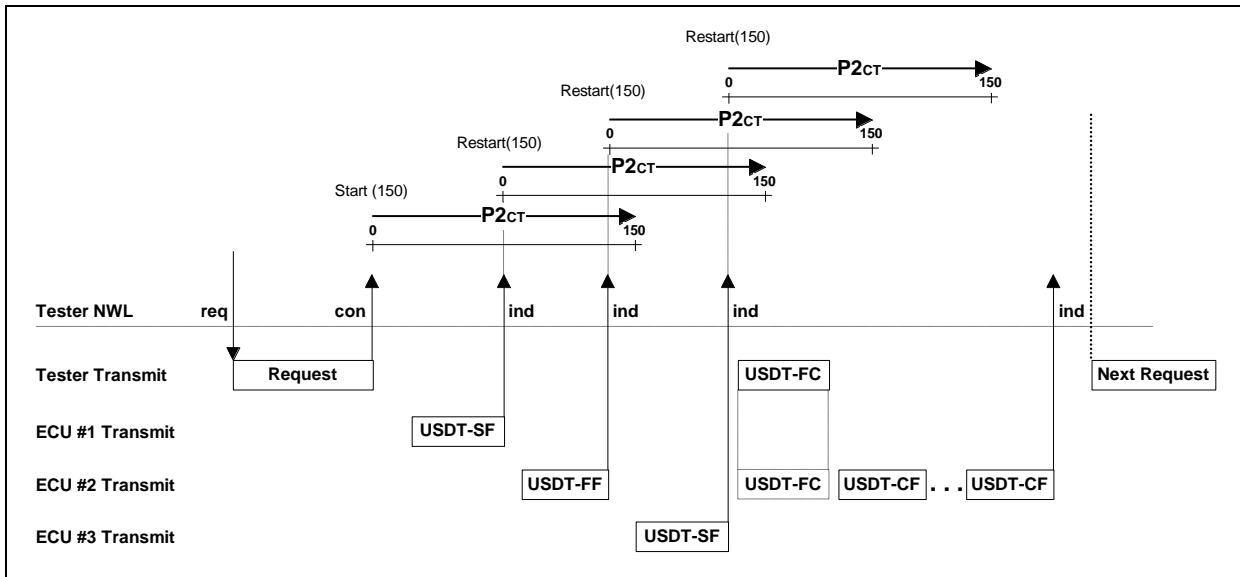 Restart(150)
P2CT
0 150
Restart(150)
P2CT
0 150
Restart(150)
P2CT
0 150
Start (150)
P2CT
0 150
Tester NWL req con ind ind ind ind
Tester Transmit Request USDT-FC Next Request
ECU #1 Transmit USDT-SF
ECU #2 Transmit USDT-FF USDT-FC USDT-CF . . . USDT-CF
ECU #3 Transmit USDT-SF